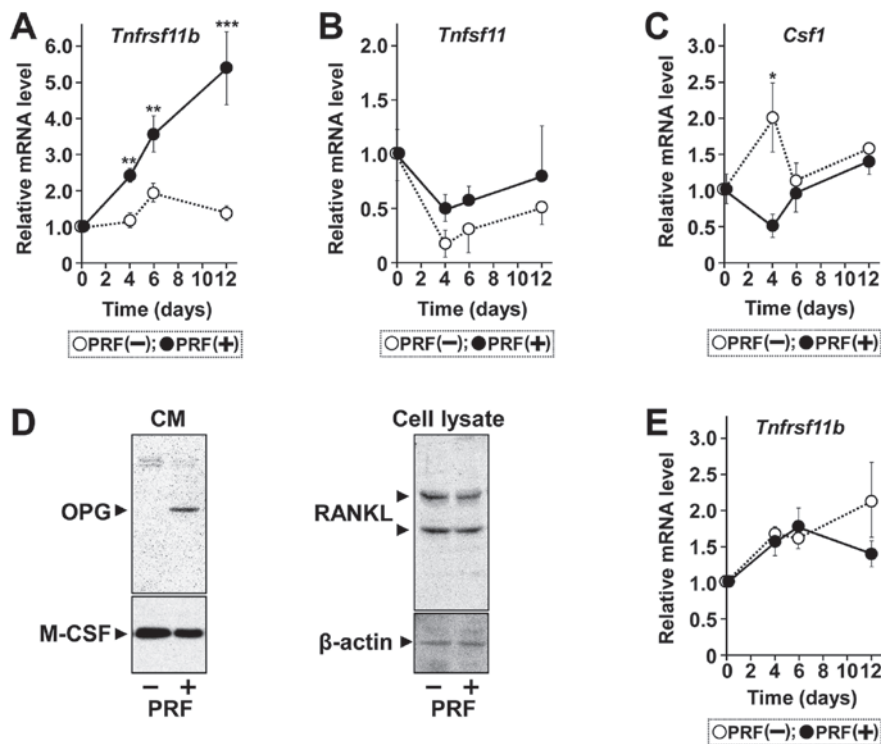 A
Tnfrsf11b
***
6.0
5.0
4.0
3.0
2.0
1.0
0
**
**
Relative mRNA level
0 2 4 6 8 10 12
Time (days)
PRF(−); PRF(+)
B
Tnfsf11
2.0
1.5
1.0
0.5
0
Relative mRNA level
0 2 4 6 8 10 12
Time (days)
PRF(−); PRF(+)
C
Csf1
3.0
2.5
2.0
1.5
1.0
0.5
0
*
Relative mRNA level
0 2 4 6 8 10 12
Time (days)
PRF(−); PRF(+)
D
CM
OPG
M-CSF
− +
PRF
Cell lysate
RANKL
β-actin
− +
PRF
E
Tnfrsf11b
3.0
2.5
2.0
1.5
1.0
0.5
0
Relative mRNA level
0 2 4 6 8 10 12
Time (days)
PRF(−); PRF(+)